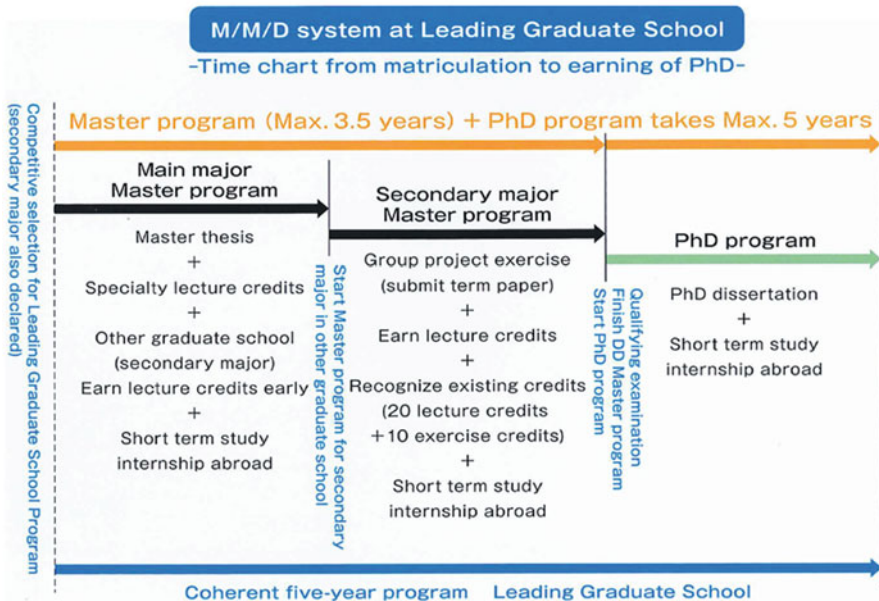 M/M/D system at Leading Graduate School
-Time chart from matriculation to earning of PhD-
Competitive selection for Leading Graduate School Program
(secondary major also declared)
Master program (Max. 3.5 years) + PhD program takes Max. 5 years
Main major
Master program
Master thesis
+
Specialty lecture credits
+
Other graduate school
(secondary major)
Earn lecture credits early
+
Short term study
internship abroad
Start Master program for secondary
major in other graduate school
Secondary major
Master program
Group project exercise
(submit term paper)
+
Earn lecture credits
+
Recognize existing credits
(20 lecture credits
+10 exercise credits)
+
Short term study
internship abroad
Qualifying examination
Finish DD Master program
Start PhD program
PhD program
PhD dissertation
+
Short term study
internship abroad
Coherent five-year program Leading Graduate School